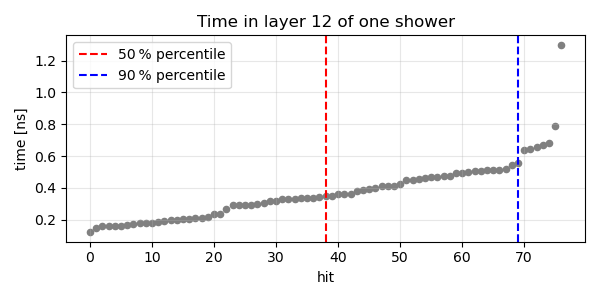 Time in layer 12 of one shower
50 % percentile
90 % percentile
time [ns]
1.2
1.0
0.8
0.6
0.4
0.2
0 10 20 30 40 50 60 70
hit